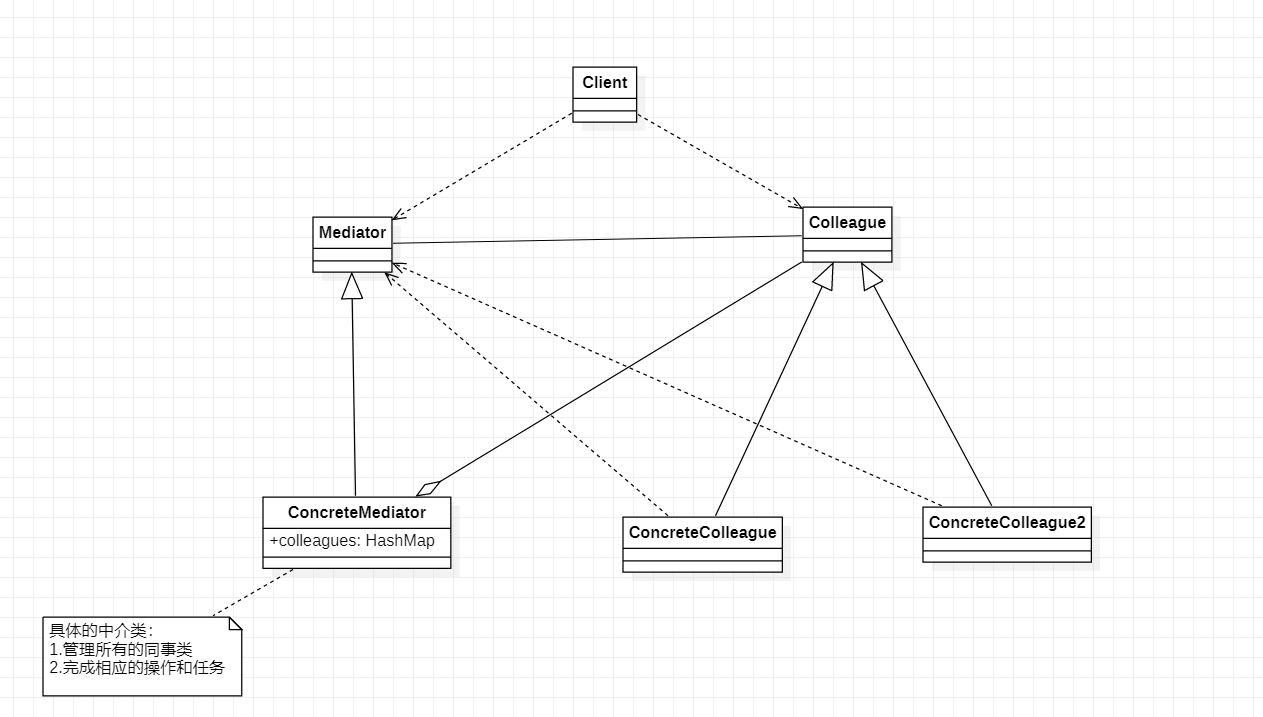 Client
Mediator
Colleague
ConcreteMediator
+colleagues: HashMap
ConcreteColleague
ConcreteColleague2
具体的中介类：
1.管理所有的同事类
2.完成相应的操作和任务